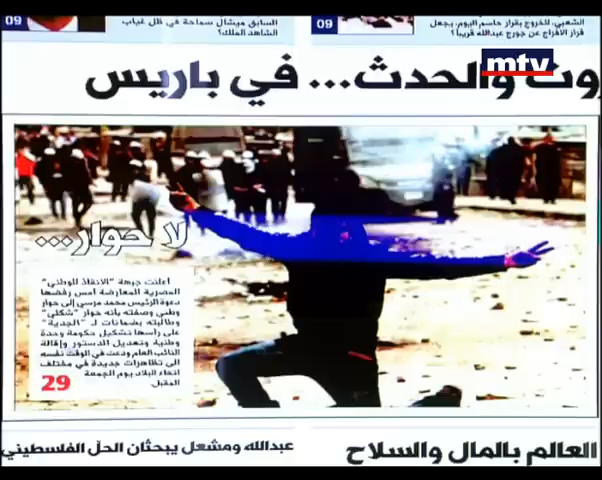 السابق ميشال سماحة في ظل غياب
الشاهد الملك؟
09
الشعبي، للخروج بقرار حاسم اليوم، يجعل
قرار الافراج عن جورج عبدالله قريباً؟
09
mtv
والحدث... في باريس
لا حوار...
أعلنت جبهة "الانقاذ الوطني"
المصرية المعارضة أمس رفضها
دعوة الرئيس محمد مرسي إلى حوار
وطني وصفته بأنه حوار "شكلي"
وطالبته بضمانات لـ "الجدية"
على رأسها تشكيل حكومة وحدة
وطنية وتعديل الدستور وإقالة
النائب العام ودعت في الوقت نفسه
الى تظاهرات جديدة في مختلف
انحاء البلاد يوم الجمعة
المقبل
29
العالم بالمال والسلاح
عبدالله ومشعل يبحثان الحلّ الفلسطيني